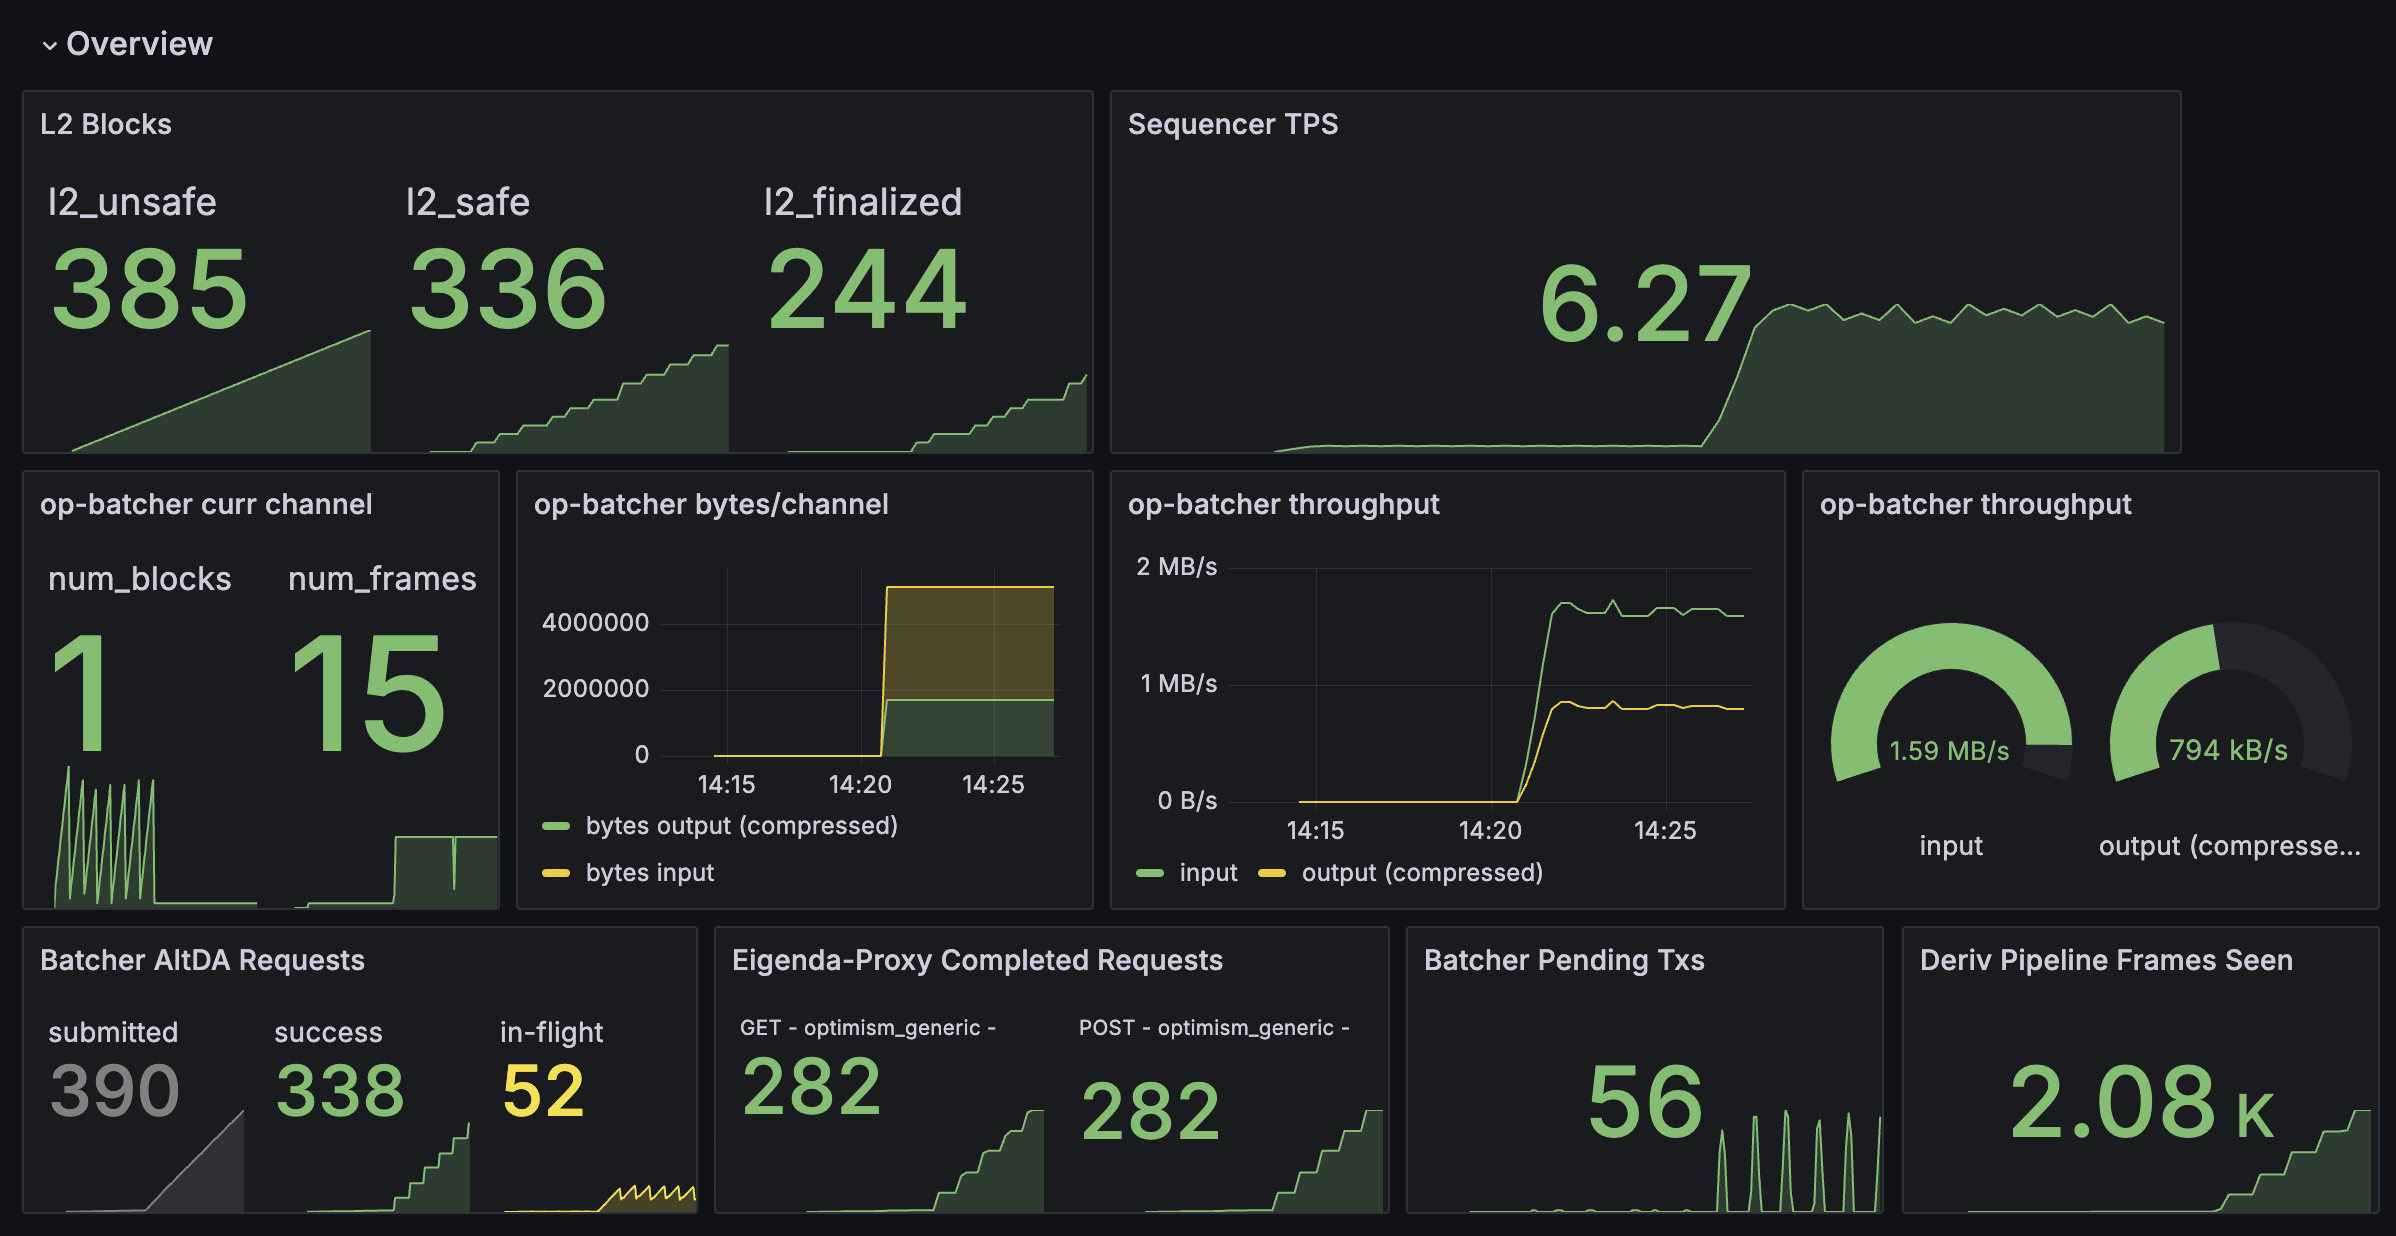 Overview
L2 Blocks
l2_unsafe
385
l2_safe
336
l2_finalized
244
Sequencer TPS
6.27
op-batcher curr channel
num_blocks
1
num_frames
15
op-batcher bytes/channel
4000000
2000000
0
14:15 14:20 14:25
bytes output (compressed)
bytes input
op-batcher throughput
2 MB/s
1 MB/s
0 B/s
14:15 14:20 14:25
input output (compressed)
op-batcher throughput
1.59 MB/s
input
794 kB/s
output (compresse...
Batcher AltDA Requests
submitted
390
success
338
in-flight
52
Eigenda-Proxy Completed Requests
GET - optimism_generic -
282
POST - optimism_generic -
282
Batcher Pending Txs
56
Deriv Pipeline Frames Seen
2.08 K